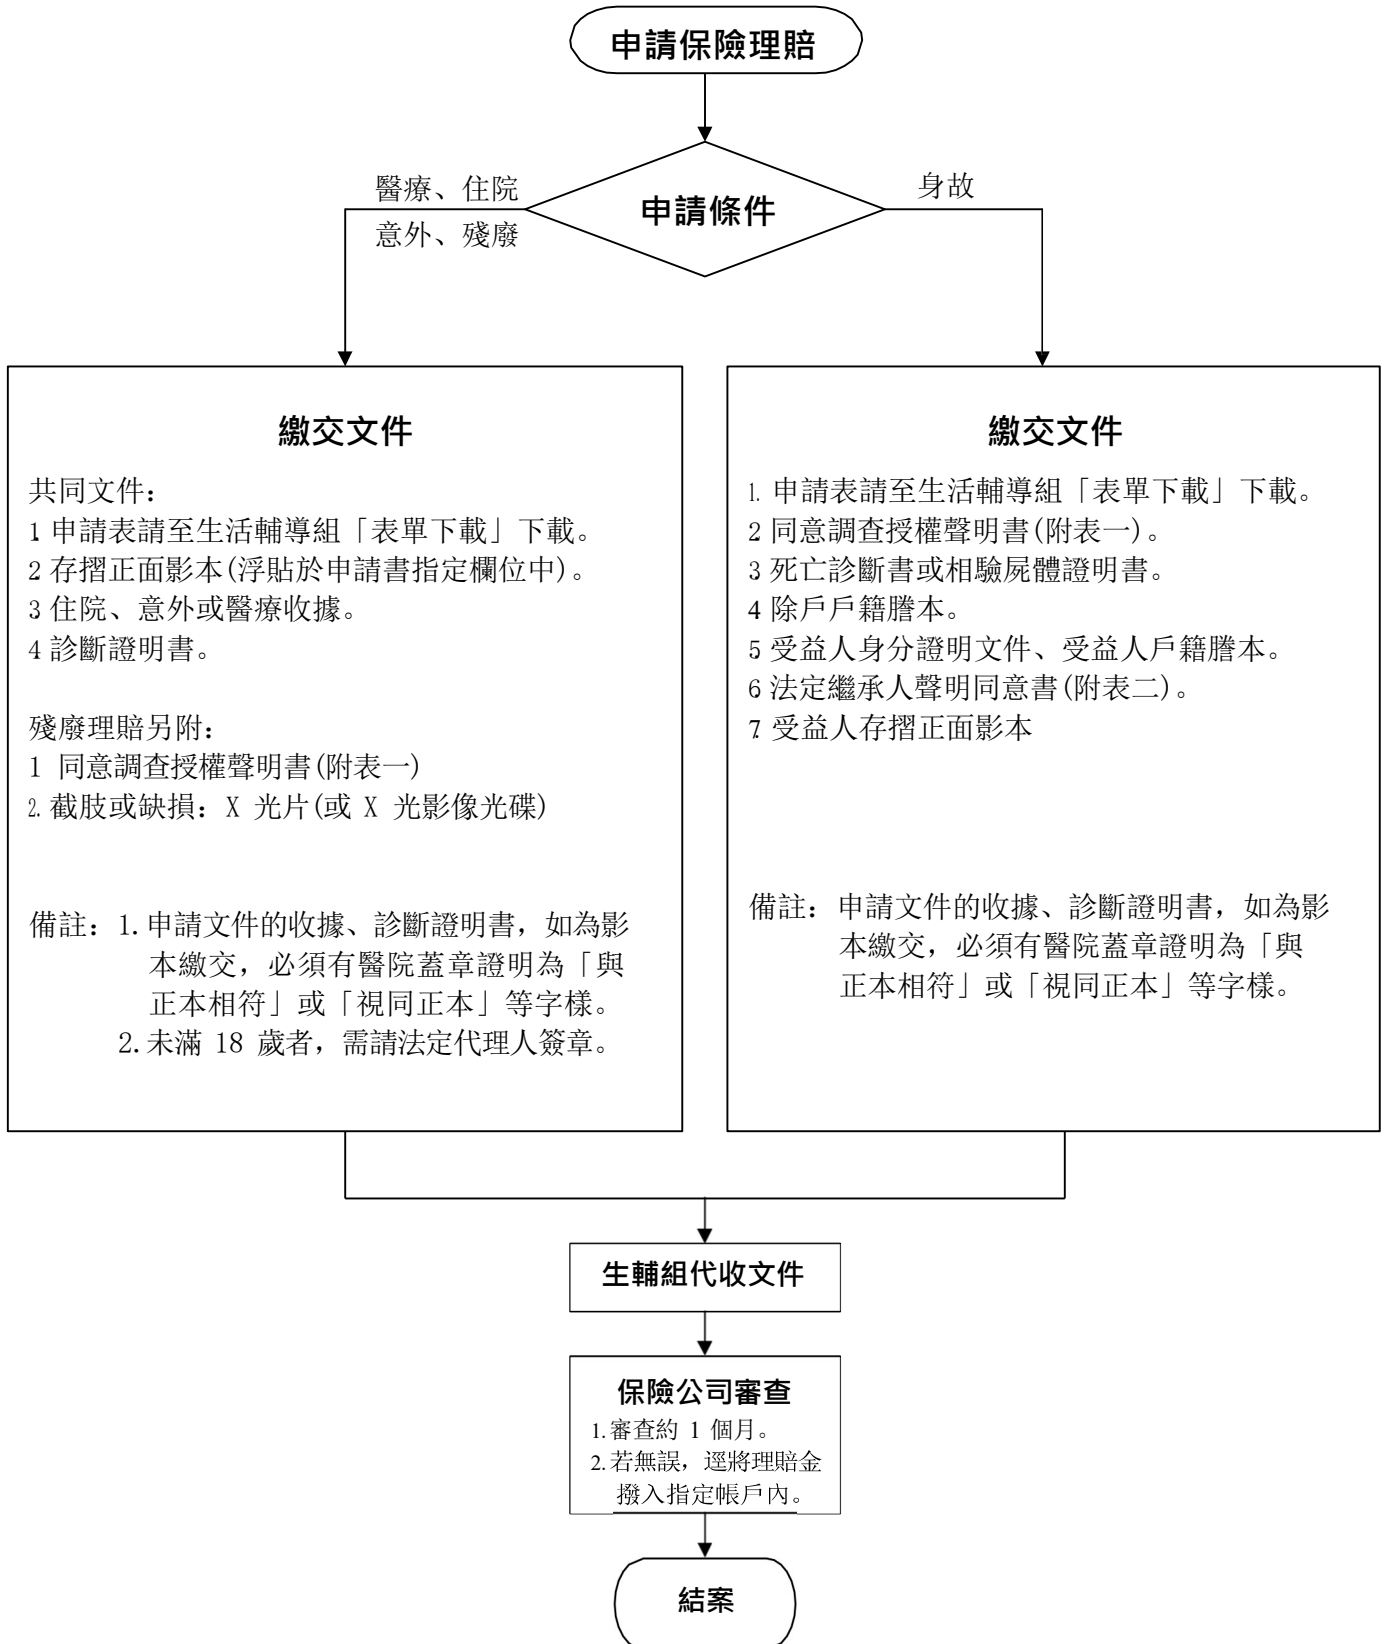 申請保險理賠
醫療、住院
意外、殘廢
申請條件
身故
繳交文件
共同文件：
1 申請表請至生活輔導組「表單下載」下載。
2 存摺正面影本(浮貼於申請書指定欄位中)。
3 住院、意外或醫療收據。
4 診斷證明書。
殘廢理賠另附：
1 同意調查授權聲明書(附表一)
2. 截肢或缺損：X 光片(或 X 光影像光碟)
備註：1.申請文件的收據、診斷證明書，如為影
本繳交，必須有醫院蓋章證明為「與
正本相符」或「視同正本」等字樣。
2.未滿 18 歲者，需請法定代理人簽章。
繳交文件
1. 申請表請至生活輔導組「表單下載」下載。
2 同意調查授權聲明書(附表一)。
3 死亡診斷書或相驗屍體證明書。
4 除戶戶籍謄本。
5 受益人身分證明文件、受益人戶籍謄本。
6 法定繼承人聲明同意書(附表二)。
7 受益人存摺正面影本
備註：申請文件的收據、診斷證明書，如為影
本繳交，必須有醫院蓋章證明為「與
正本相符」或「視同正本」等字樣。
生輔組代收文件
保險公司審查
1.審查約 1 個月。
2.若無誤，逕將理賠金
撥入指定帳戶內。
結案